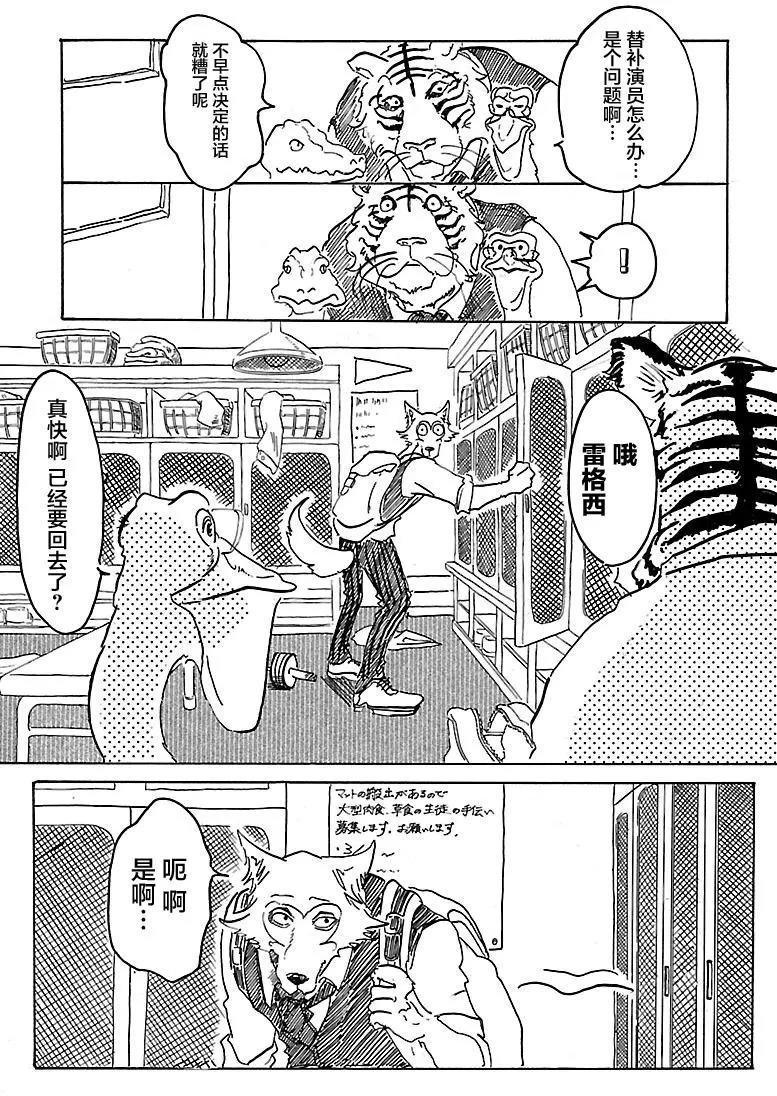 替补演员怎么办…
是个问题啊…
不早点决定的话
就糟了呢
!
哦
雷格西
真快啊 已经要回去了?
マットの搬出があるので
大型肉食、草食の生徒の手伝い
募集します。お願いします。
呃啊
是啊…